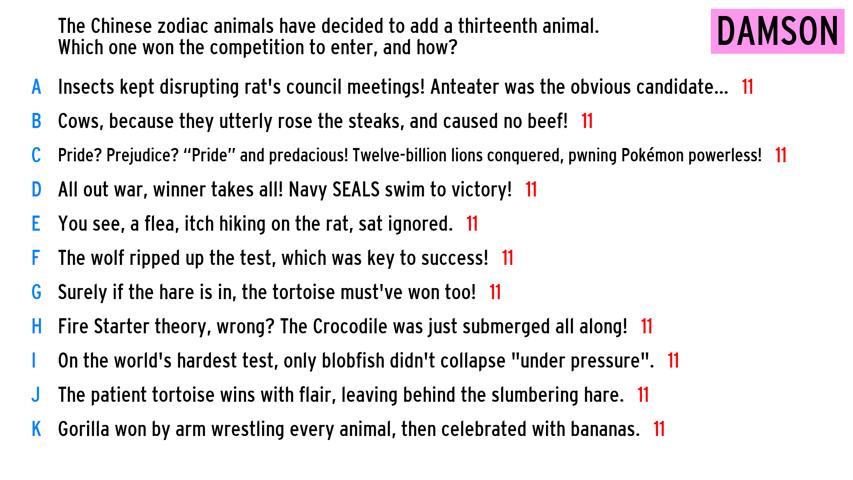 The Chinese zodiac animals have decided to add a thirteenth animal.
Which one won the competition to enter, and how?
DAMSON
A Insects kept disrupting rat's council meetings! Anteater was the obvious candidate... 11
B Cows, because they utterly rose the steaks, and caused no beef! 11
C Pride? Prejudice? “Pride” and predacious! Twelve-billion lions conquered, pwning Pokémon powerless! 11
D All out war, winner takes all! Navy SEALS swim to victory! 11
E You see, a flea, itch hiking on the rat, sat ignored. 11
F The wolf ripped up the test, which was key to success! 11
G Surely if the hare is in, the tortoise must've won too! 11
H Fire Starter theory, wrong? The Crocodile was just submerged all along! 11
I On the world's hardest test, only blobfish didn't collapse "under pressure". 11
J The patient tortoise wins with flair, leaving behind the slumbering hare. 11
K Gorilla won by arm wrestling every animal, then celebrated with bananas. 11